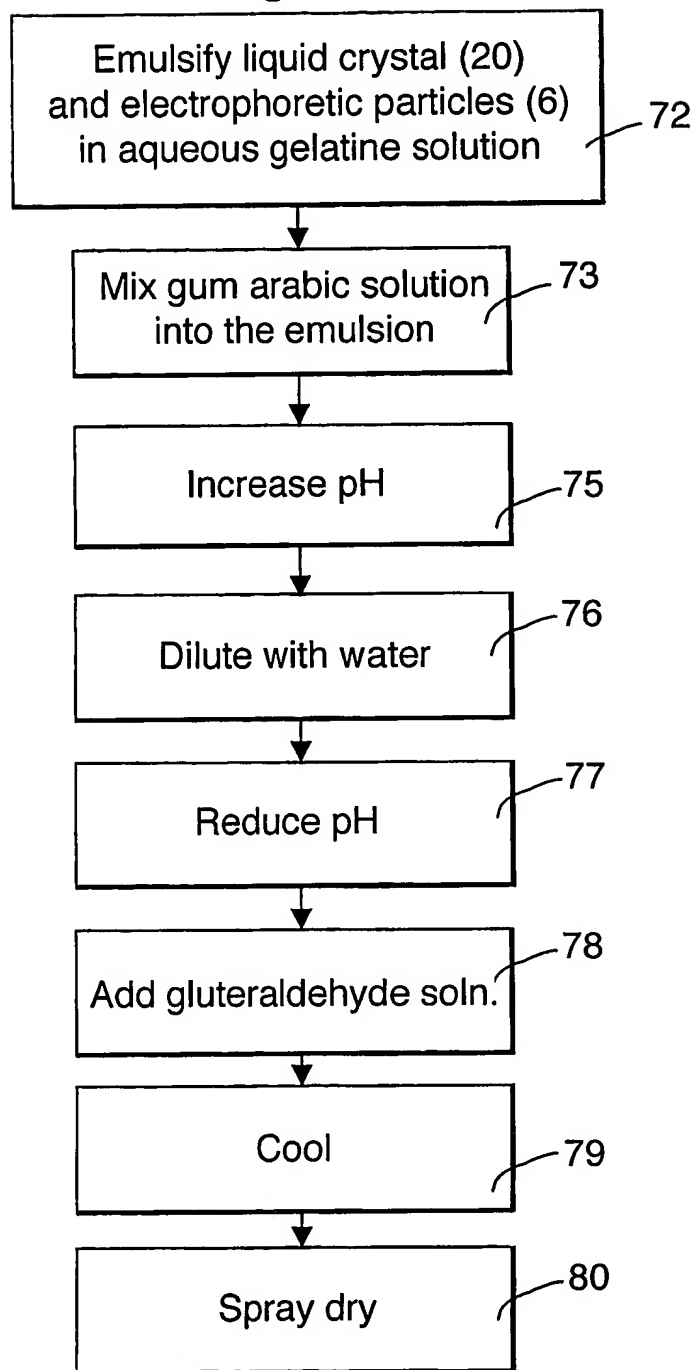 Emulsify liquid crystal (20)
and electrophoretic particles (6)
in aqueous gelatine solution
72
Mix gum arabic solution
into the emulsion
73
Increase pH
75
Dilute with water
76
Reduce pH
77
Add gluteraldehyde soln.
78
Cool
79
Spray dry
80